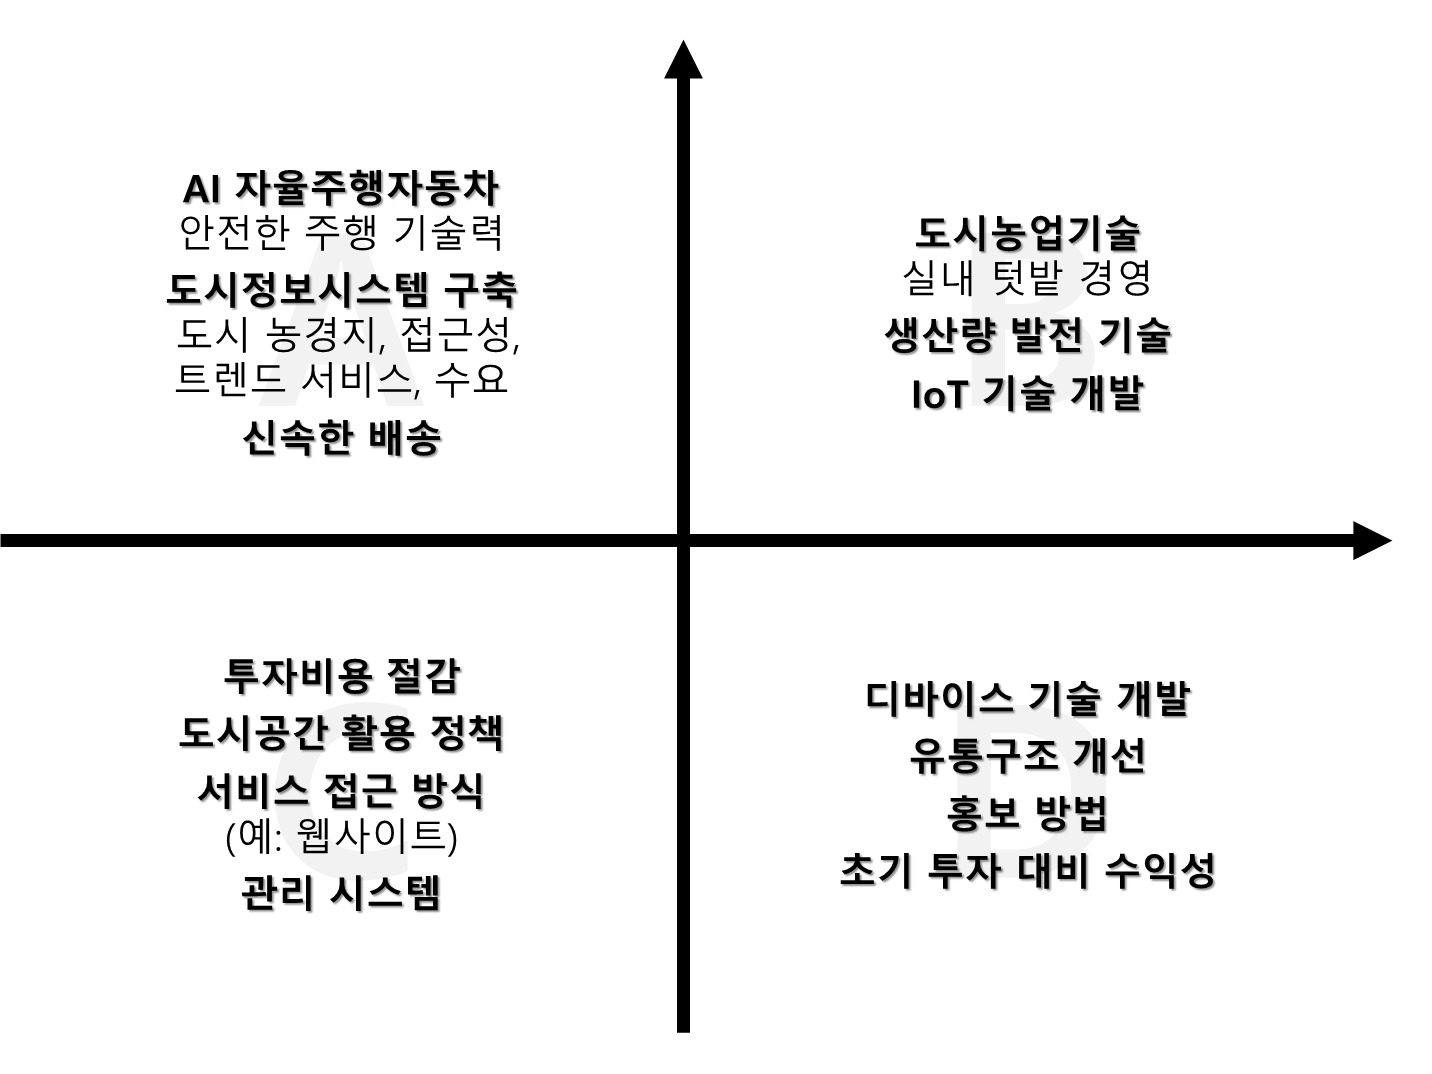 A
AI 자율주행자동차
안전한 주행 기술력
도시정보시스템 구축
도시 농경지, 접근성,
트렌드 서비스, 수요
신속한 배송
B
도시농업기술
실내 텃밭 경영
생산량 발전 기술
IoT 기술 개발
C
투자비용 절감
도시공간 활용 정책
서비스 접근 방식
(예: 웹사이트)
관리 시스템
D
디바이스 기술 개발
유통구조 개선
홍보 방법
초기 투자 대비 수익성